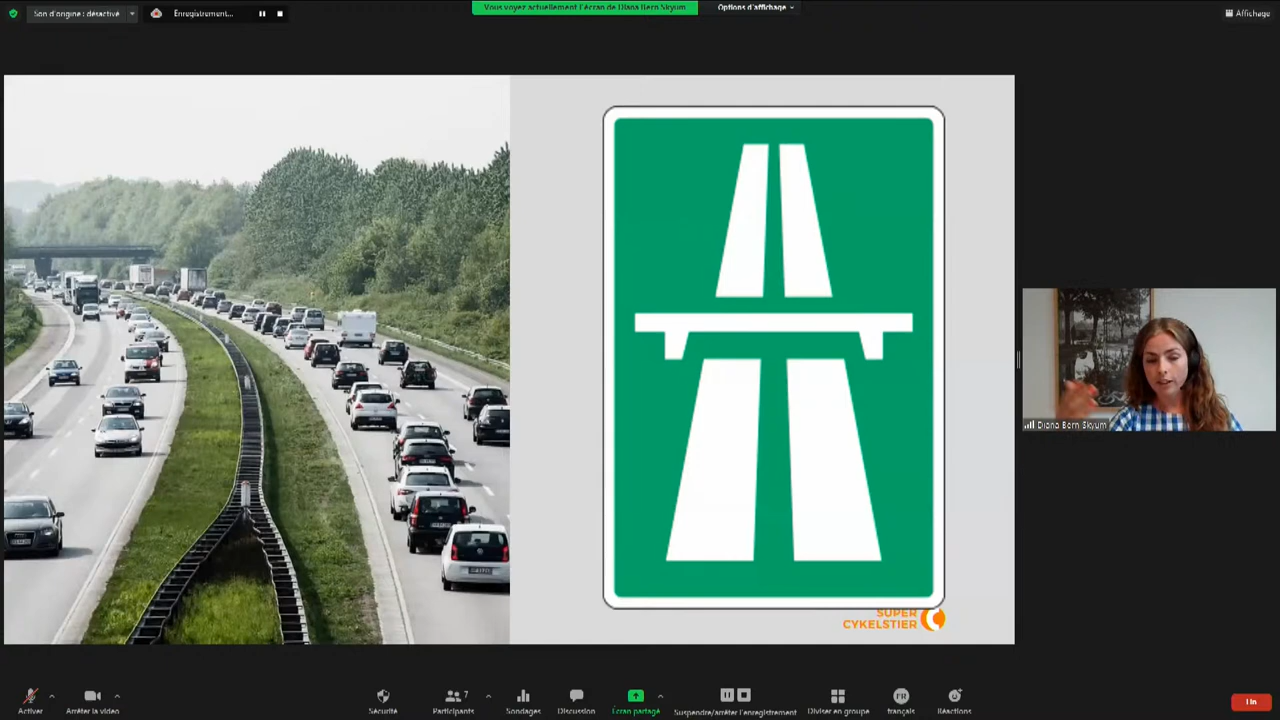 Son d'origine : désactivé
Enregistrement...
Vous voyez actuellement l'écran de Diana Bern Skyum
Options d'affichage
Affichage
SUPER
CYKELSTIER
Diana Bern Skyum
Activer
Arrêter la vidéo
Sécurité
Participants
7
Sondages
Discussion
Écran partagé
Suspendre/arrêter l'enregistrement
Diviser en groupe
FR
français
Réactions